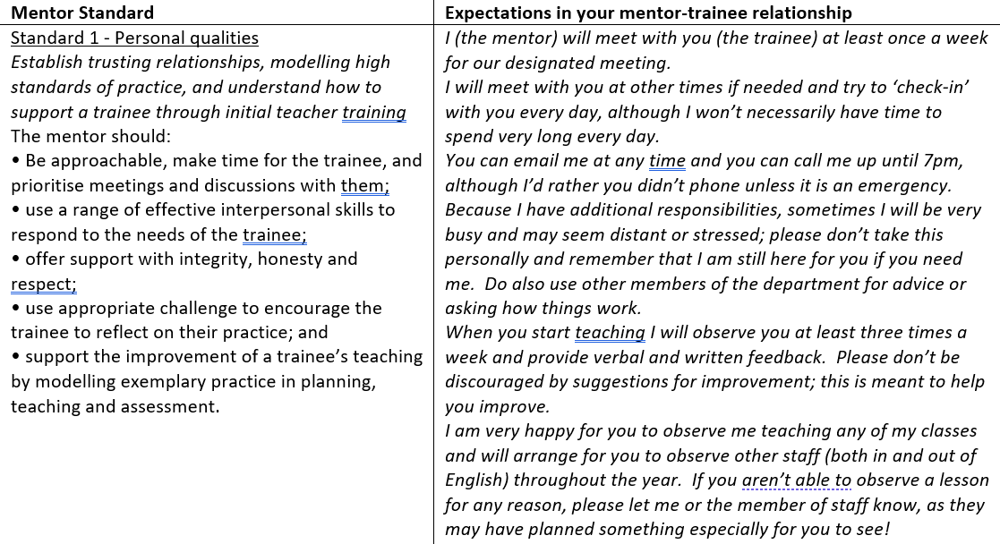 Mentor Standard
Standard 1 - Personal qualities
Establish trusting relationships, modelling high
standards of practice, and understand how to
support a trainee through initial teacher training
The mentor should:
• Be approachable, make time for the trainee, and
prioritise meetings and discussions with them;
• use a range of effective interpersonal skills to
respond to the needs of the trainee;
• offer support with integrity, honesty and
respect;
• use appropriate challenge to encourage the
trainee to reflect on their practice; and
• support the improvement of a trainee’s teaching
by modelling exemplary practice in planning,
teaching and assessment.
Expectations in your mentor-trainee relationship
I (the mentor) will meet with you (the trainee) at least once a week
for our designated meeting.
I will meet with you at other times if needed and try to ‘check-in’
with you every day, although I won’t necessarily have time to
spend very long every day.
You can email me at any time and you can call me up until 7pm,
although I’d rather you didn’t phone unless it is an emergency.
Because I have additional responsibilities, sometimes I will be very
busy and may seem distant or stressed; please don’t take this
personally and remember that I am still here for you if you need
me.  Do also use other members of the department for advice or
asking how things work.
When you start teaching I will observe you at least three times a
week and provide verbal and written feedback.  Please don’t be
discouraged by suggestions for improvement; this is meant to help
you improve.
I am very happy for you to observe me teaching any of my classes
and will arrange for you to observe other staff (both in and out of
English) throughout the year.  If you aren’t able to observe a lesson
for any reason, please let me or the member of staff know, as they
may have planned something especially for you to see!